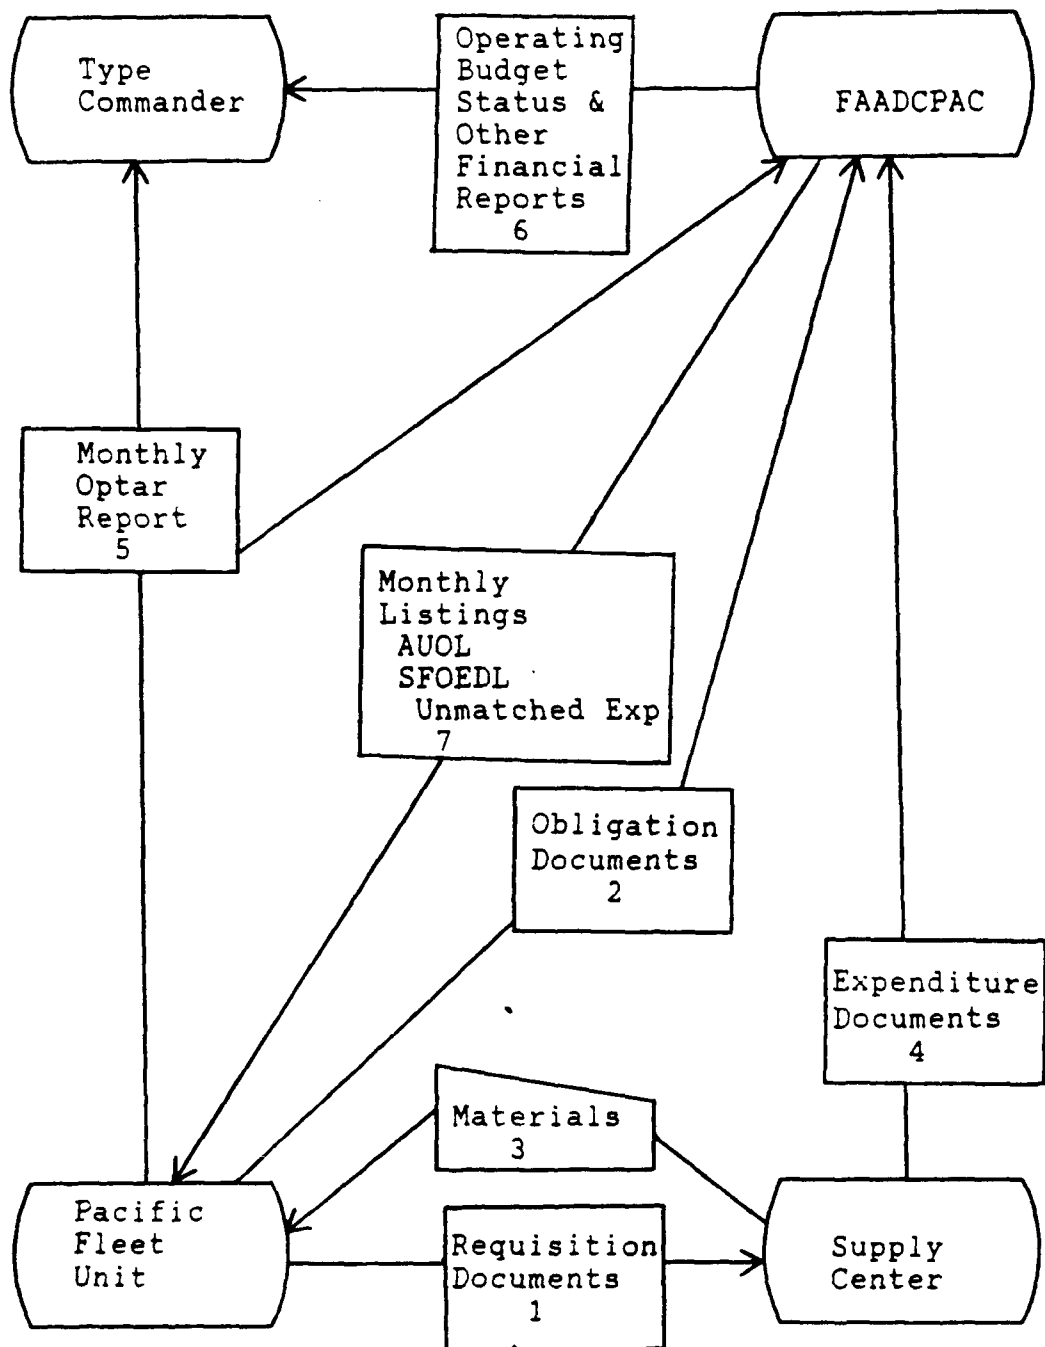 Type
Commander
Operating
Budget
Status &
Other
Financial
Reports
6
FAADCPAC
Monthly
Optar
Report
5
Monthly
Listings
AUOL
SFOEDL
Unmatched Exp
7
Obligation
Documents
2
Expenditure
Documents
4
Materials
3
Pacific
Fleet
Unit
Requisition
Documents
1
Supply
Center